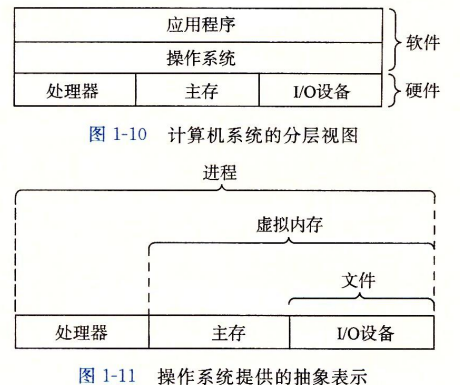 应用程序
操作系统
软件
处理器 主存 I/O设备
硬件
图 1-10 计算机系统的分层视图
进程
虚拟内存
文件
处理器 主存 I/O设备
图 1-11 操作系统提供的抽象表示